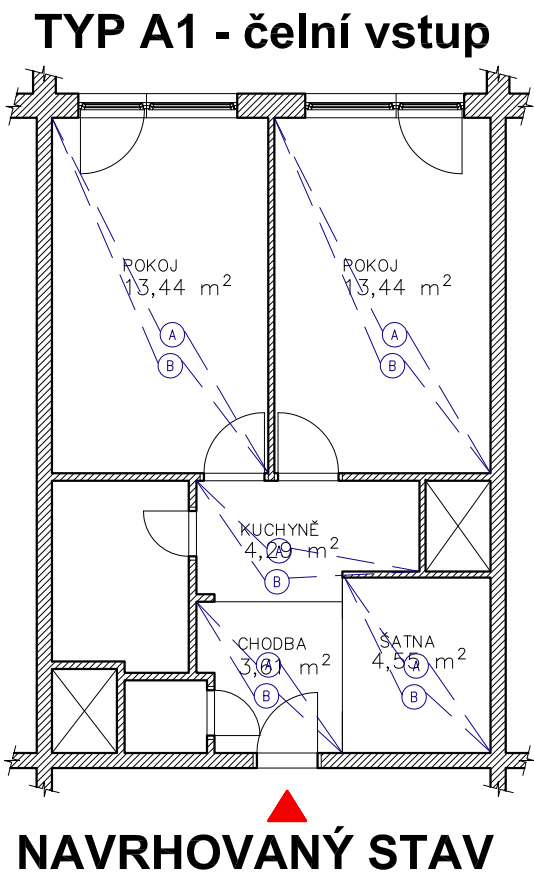 TYP A1 - čelní vstup
POKOJ
13,44 m²
A
B
POKOJ
13,44 m²
A
B
KUCHYNĚ
4,29 m²
A
B
CHODBA
3,61 m²
A
B
ŠATNA
4,55 m²
A
B
NAVRHOVANÝ STAV